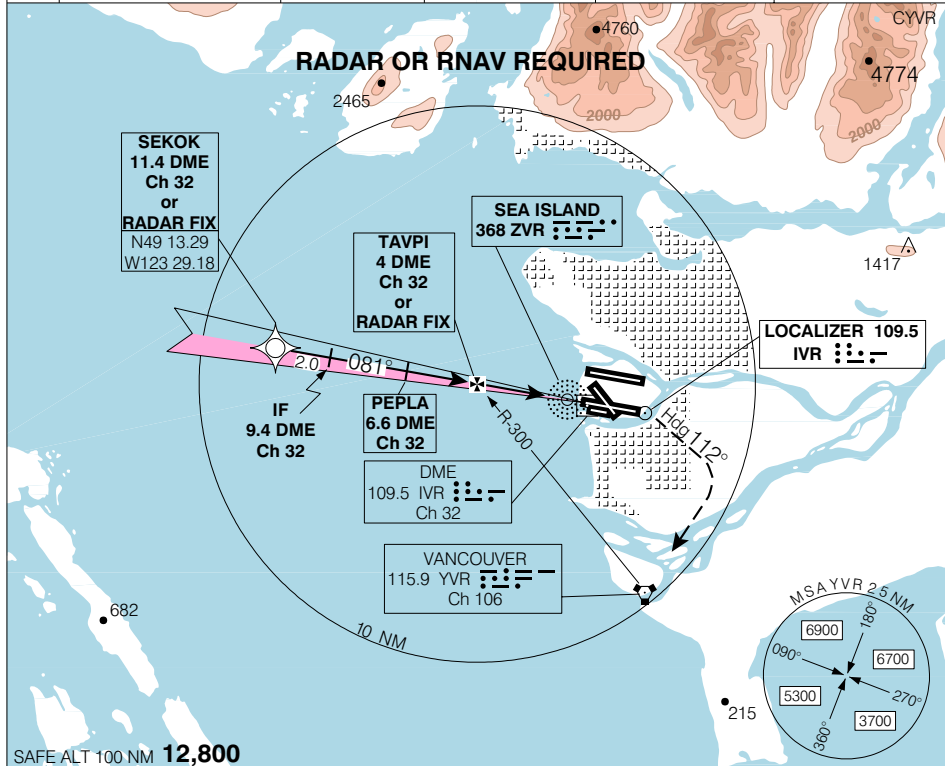 CYVR
4760
RADAR OR RNAV REQUIRED
4774
2465
2000
2000
SEKOK
11.4 DME
Ch 32
or
RADAR FIX
N49 13.29
W123 29.18
SEA ISLAND
368 ZVR
TAVPI
4 DME
Ch 32
or
RADAR FIX
1417
LOCALIZER 109.5
IVR
2.0
081°
IF
9.4 DME
Ch 32
PEPLA
6.6 DME
Ch 32
R-300
Hdg 112°
DME
109.5 IVR
Ch 32
VANCOUVER
115.9 YVR
Ch 106
682
10 NM
MSA YVR 25 NM
180°
6900
090°
6700
5300
270°
3700
360°
215
SAFE ALT 100 NM 12,800